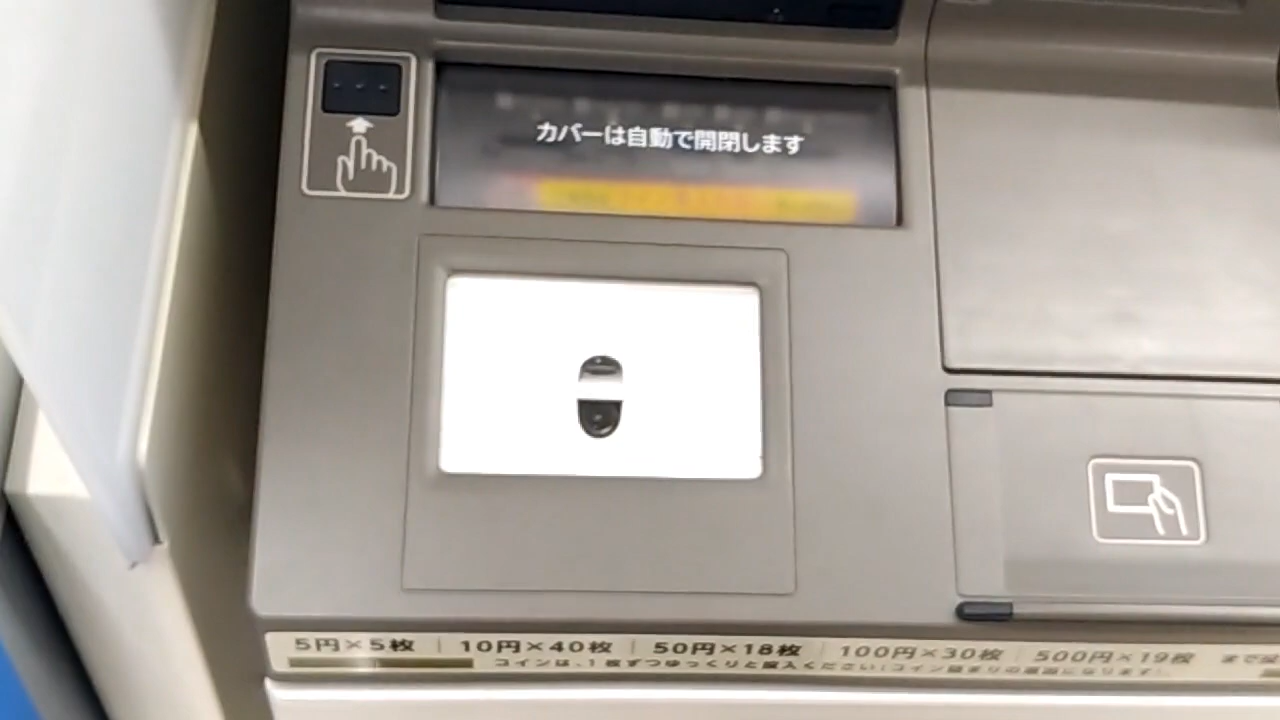 カバーは自動で開閉します
5円×5枚 10円×40枚 50円×18枚 100円×30枚 500円×19枚 まで
コインは、1枚ずつゆっくりと投入ください